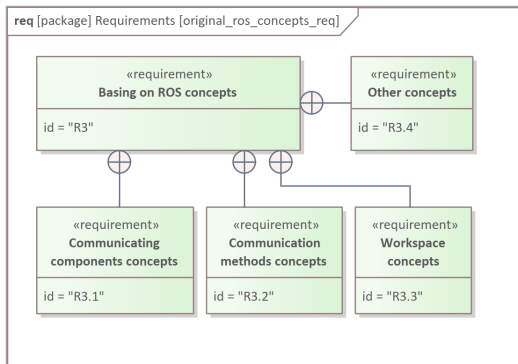 req [package] Requirements [original_ros_concepts_req]
«requirement»
Basing on ROS concepts
id = "R3"
«requirement»
Other concepts
id = "R3.4"
«requirement»
Communicating
components concepts
id = "R3.1"
«requirement»
Communication
methods concepts
id = "R3.2"
«requirement»
Workspace
concepts
id = "R3.3"